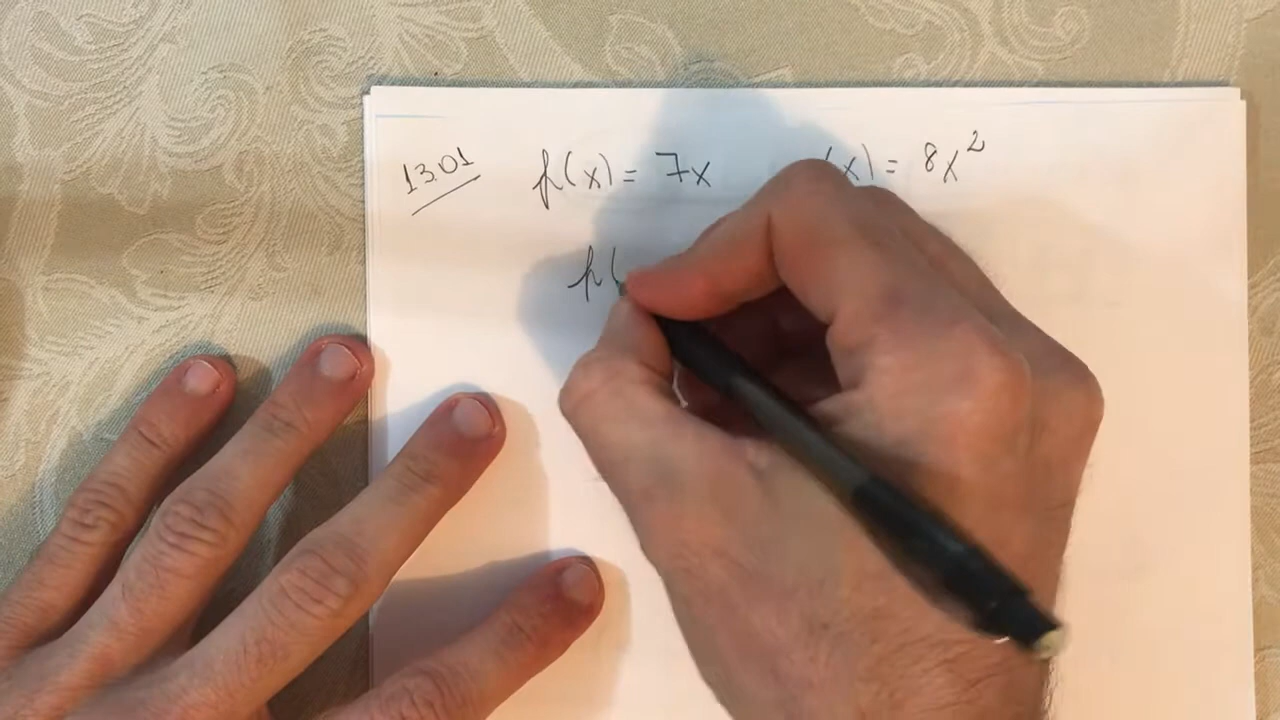 13.01 f(x) = 7x (x) = 8x²
f(